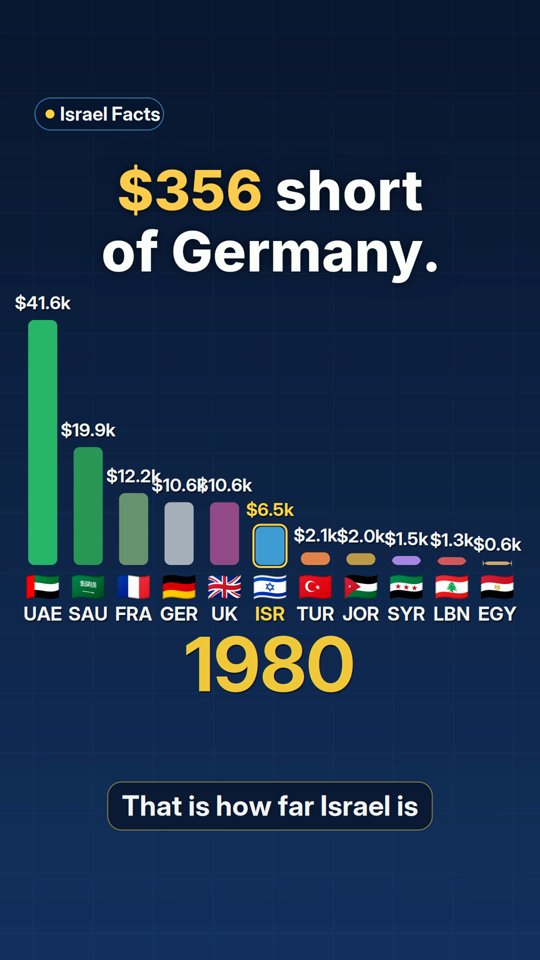 Israel Facts
$356 short
of Germany.
$41.6k
$19.9k
$12.2k
$10.6k
$10.6k
$6.5k
$2.1k
$2.0k
$1.5k
$1.3k
$0.6k
UAE SAU FRA GER UK ISR TUR JOR SYR LBN EGY
1980
That is how far Israel is